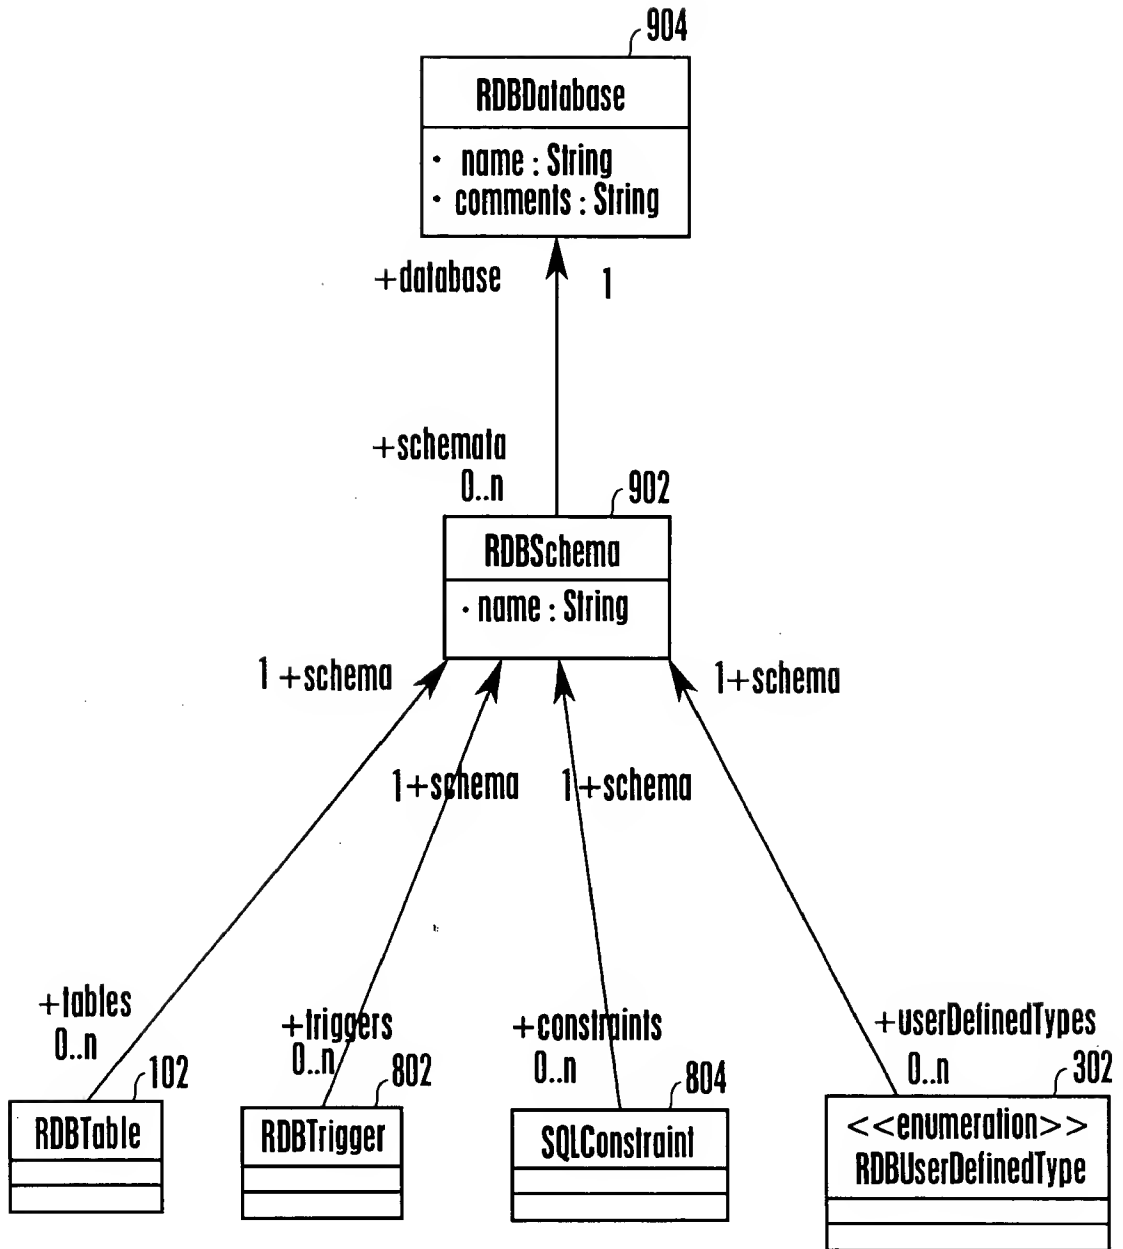 904
RDBDatabase
· name : String
· comments : String
+database 1
+schemata
0..n
902
RDBSchema
· name : String
1 +schema
1+schema
1+schema
1+schema
+tables
0..n
102
RDBTable
+triggers
0..n
802
RDBTrigger
+constraints
0..n
804
SQLConstraint
+userDefinedTypes
0..n
302
<<enumeration>>
RDBUserDefinedType